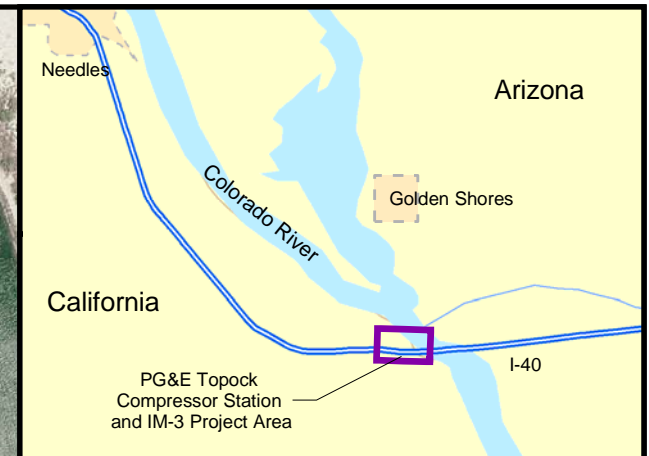 Needles
Arizona
Colorado River
Golden Shores
California
I-40
PG&E Topock
Compressor Station
and IM-3 Project Area